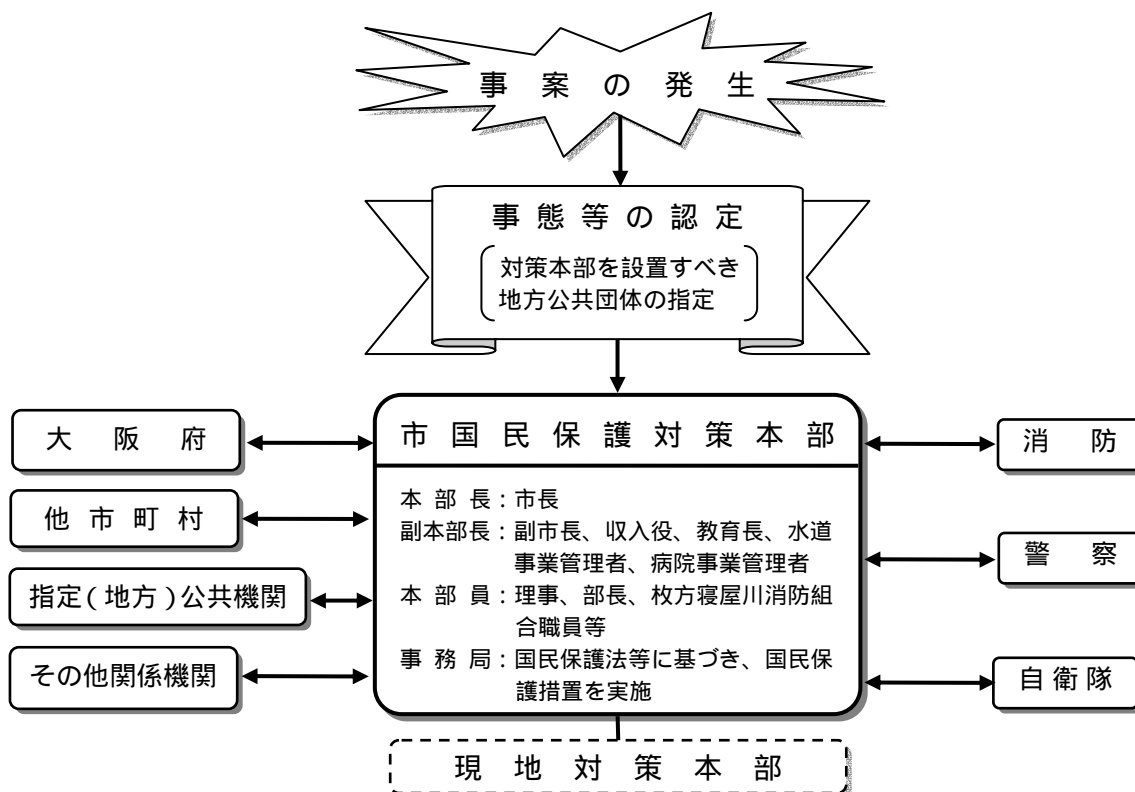 事案の発生
事態等の認定
対策本部を設置すべき
地方公共団体の指定
大阪府
他市町村
指定(地方)公共機関
その他関係機関
市国民保護対策本部
本部長:市長
副本部長:副市長、収入役、教育長、水道
事業管理者、病院事業管理者
本部員:理事、部長、枚方寝屋川消防組
合職員等
事務局:国民保護法等に基づき、国民保
護措置を実施
消防
警察
自衛隊
現地対策本部